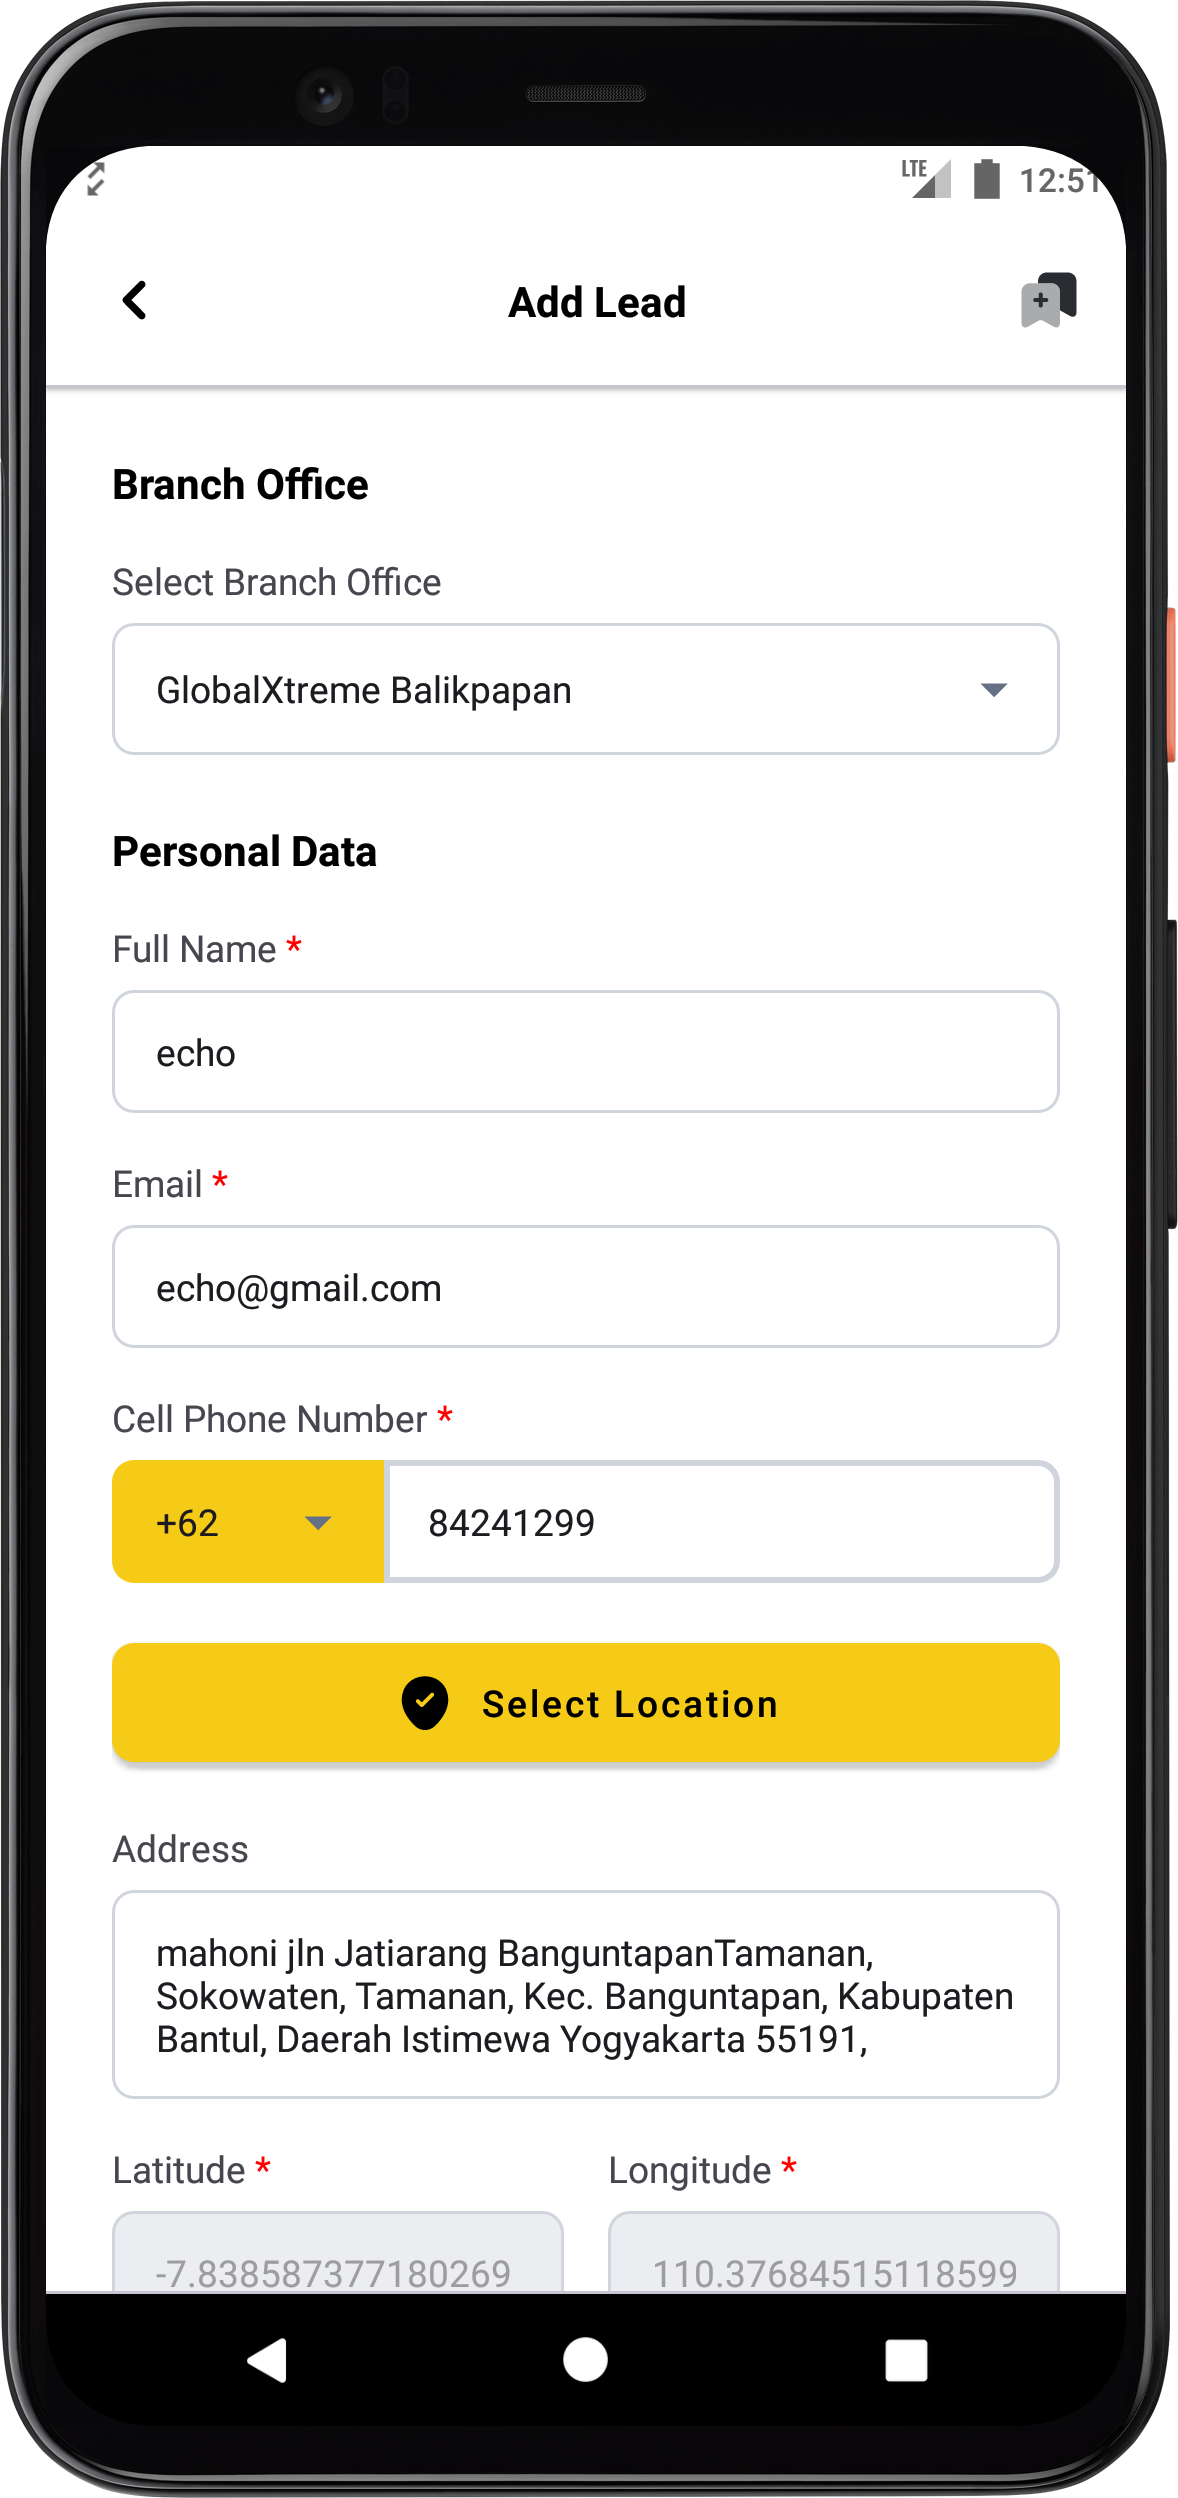 LTE 12:51
Add Lead
Branch Office
Select Branch Office
GlobalXtreme Balikpapan
Personal Data
Full Name *
echo
Email *
echo@gmail.com
Cell Phone Number *
+62 84241299
Select Location
Address
mahoni jln Jatiarang BanguntapanTamanan,
Sokowaten, Tamanan, Kec. Banguntapan, Kabupaten
Bantul, Daerah Istimewa Yogyakarta 55191,
Latitude * Longitude *
-7.838587377180269 110.37684515118599